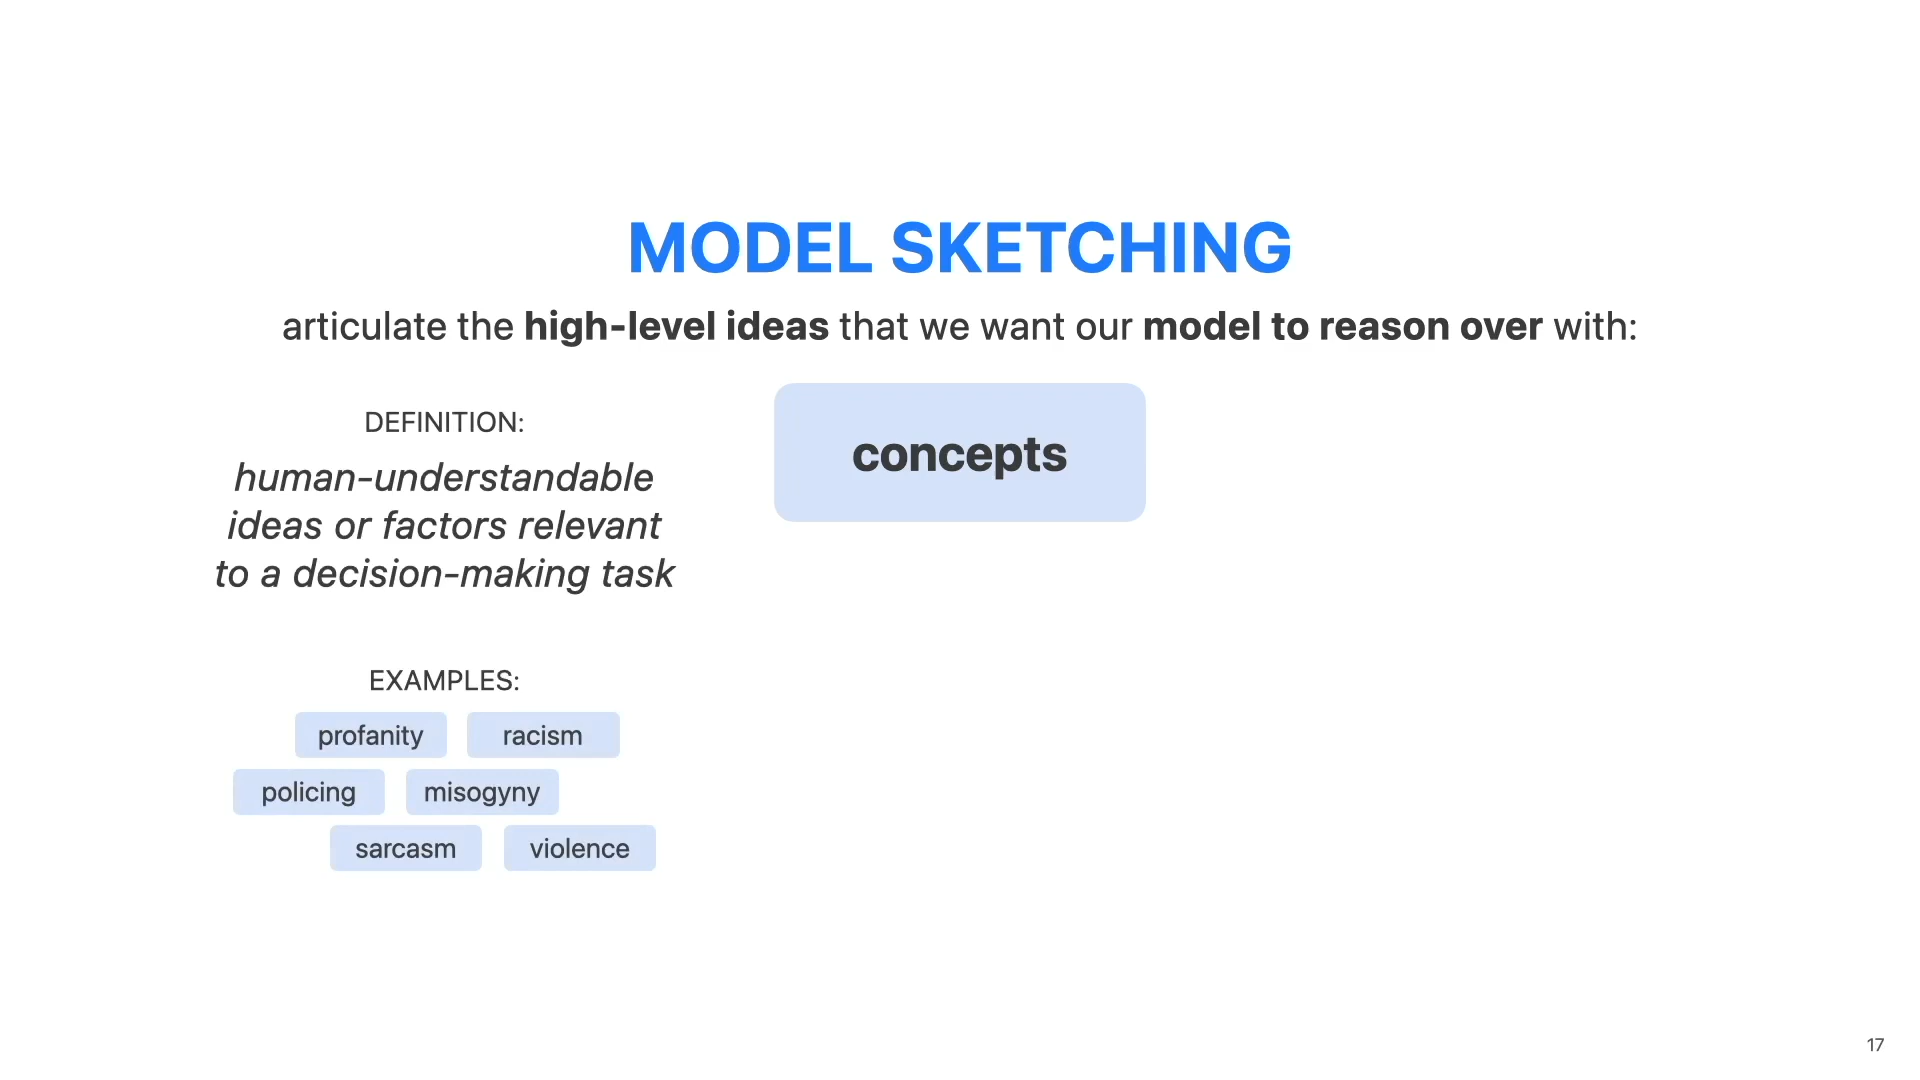 MODEL SKETCHING
articulate the high-level ideas that we want our model to reason over with:
concepts
DEFINITION:
human-understandable
ideas or factors relevant
to a decision-making task
EXAMPLES:
profanity racism
policing misogyny
sarcasm violence
17